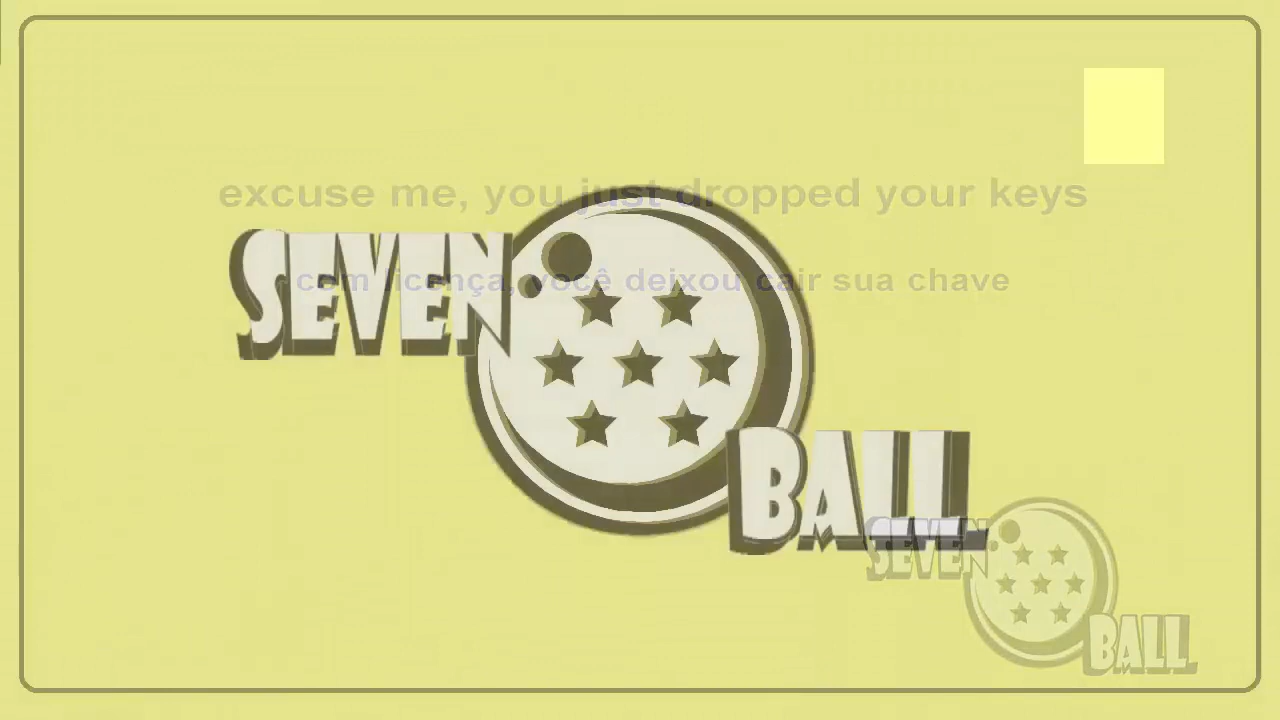 excuse me, you just dropped your keys
SEVEN
com licença, você deixou cair sua chave
BALL
SEVEN
BALL